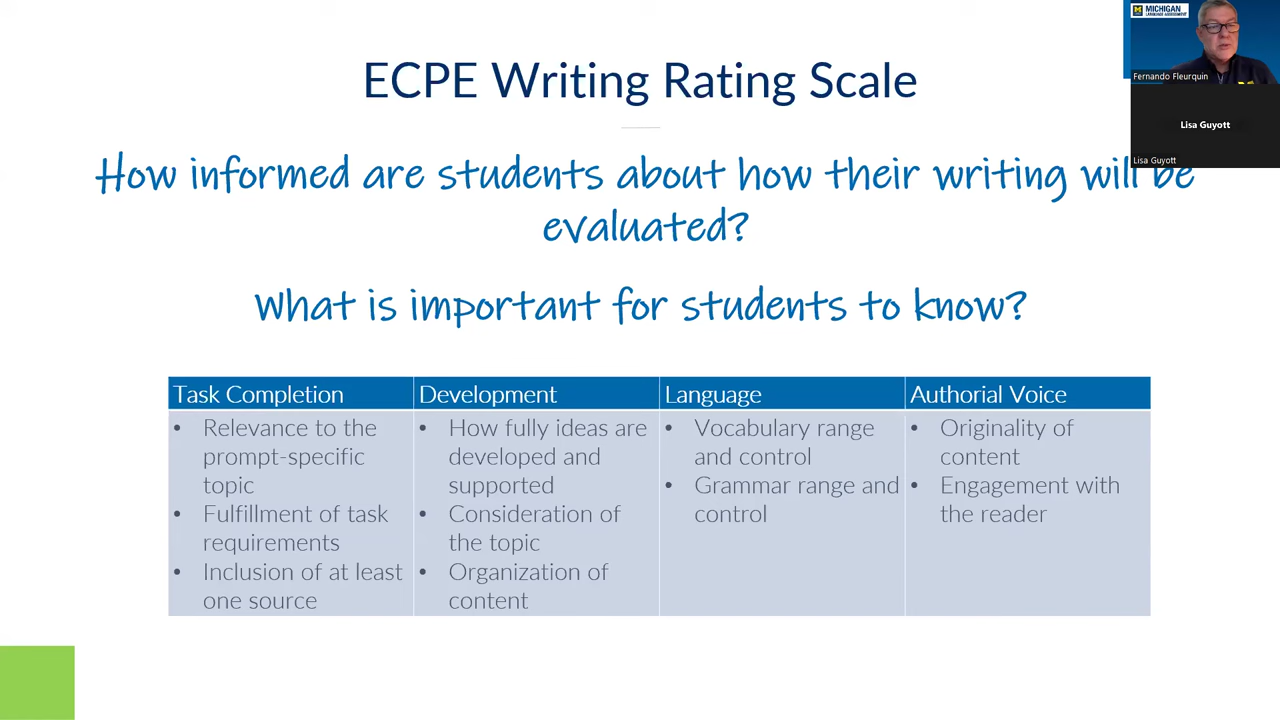 MICHIGAN
LANGUAGE ASSESSMENT
Fernando Fleurquin
Lisa Guyott
Lisa Guyott
ECPE Writing Rating Scale
How informed are students about how their writing will be
evaluated?
What is important for students to know?
Task Completion
• Relevance to the
prompt-specific
topic
• Fulfillment of task
requirements
• Inclusion of at least
one source
Development
• How fully ideas are
developed and
supported
• Consideration of
the topic
• Organization of
content
Language
• Vocabulary range
and control
• Grammar range and
control
Authorial Voice
• Originality of
content
• Engagement with
the reader